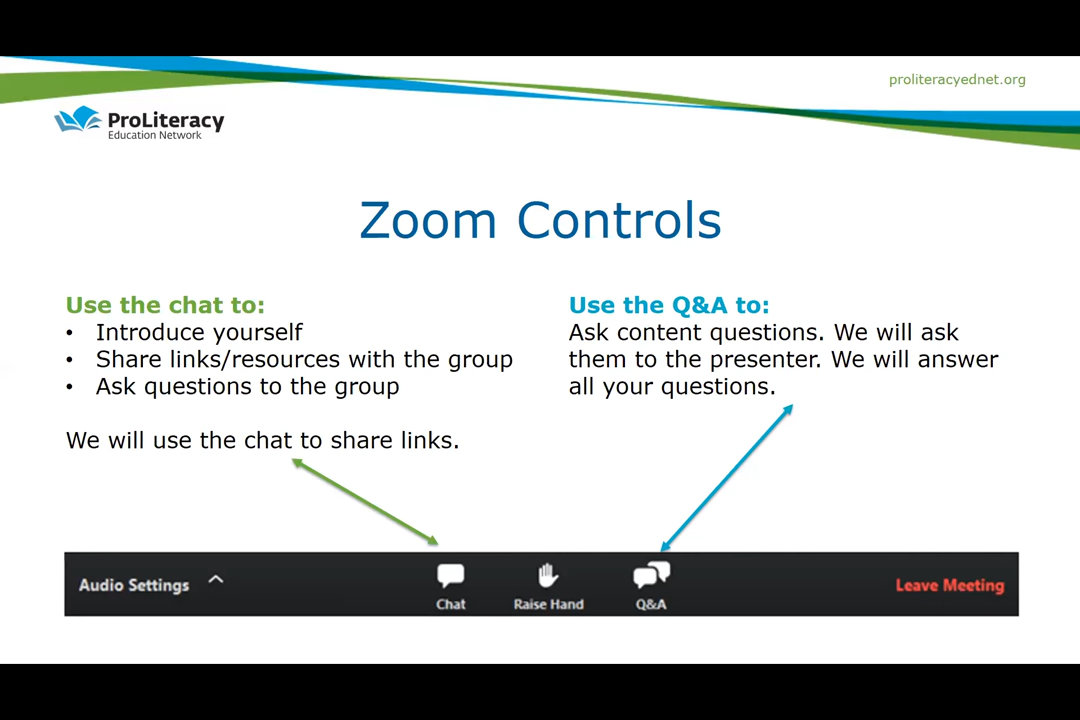 proliteracyednet.org
ProLiteracy
Education Network
Zoom Controls
Use the chat to:
• Introduce yourself
• Share links/resources with the group
• Ask questions to the group
We will use the chat to share links.
Use the Q&A to:
Ask content questions. We will ask
them to the presenter. We will answer
all your questions.
Audio Settings
Chat
Raise Hand
Q&A
Leave Meeting